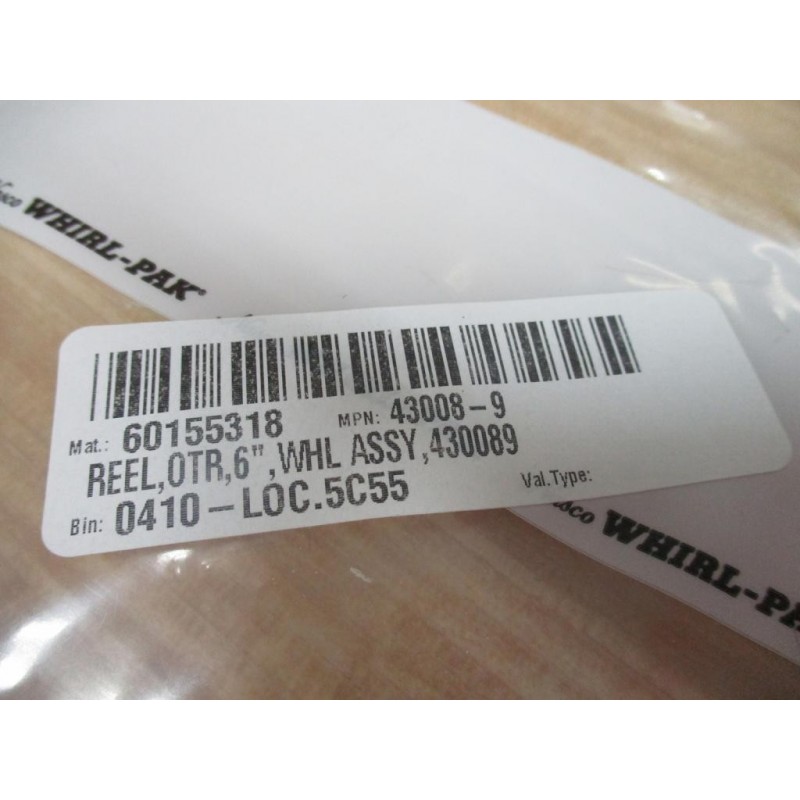 WHIRL-PAK®
Mat.: 60155318 MPN: 43008-9
REEL,OTR,6",WHL ASSY,430089
Bin: 0410-LOC.5C55 Val.Type:
WHIRL-PA